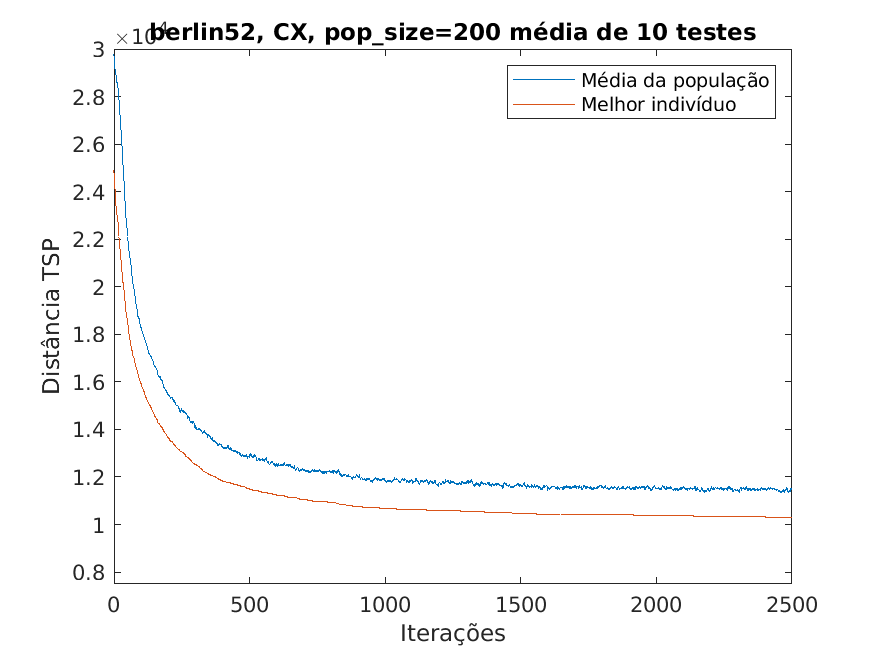 ×10⁴
berlin52, CX, pop_size=200 média de 10 testes
Média da população
Melhor indivíduo
Distância TSP
3
2.8
2.6
2.4
2.2
2
1.8
1.6
1.4
1.2
1
0.8
0 500 1000 1500 2000 2500
Iterações